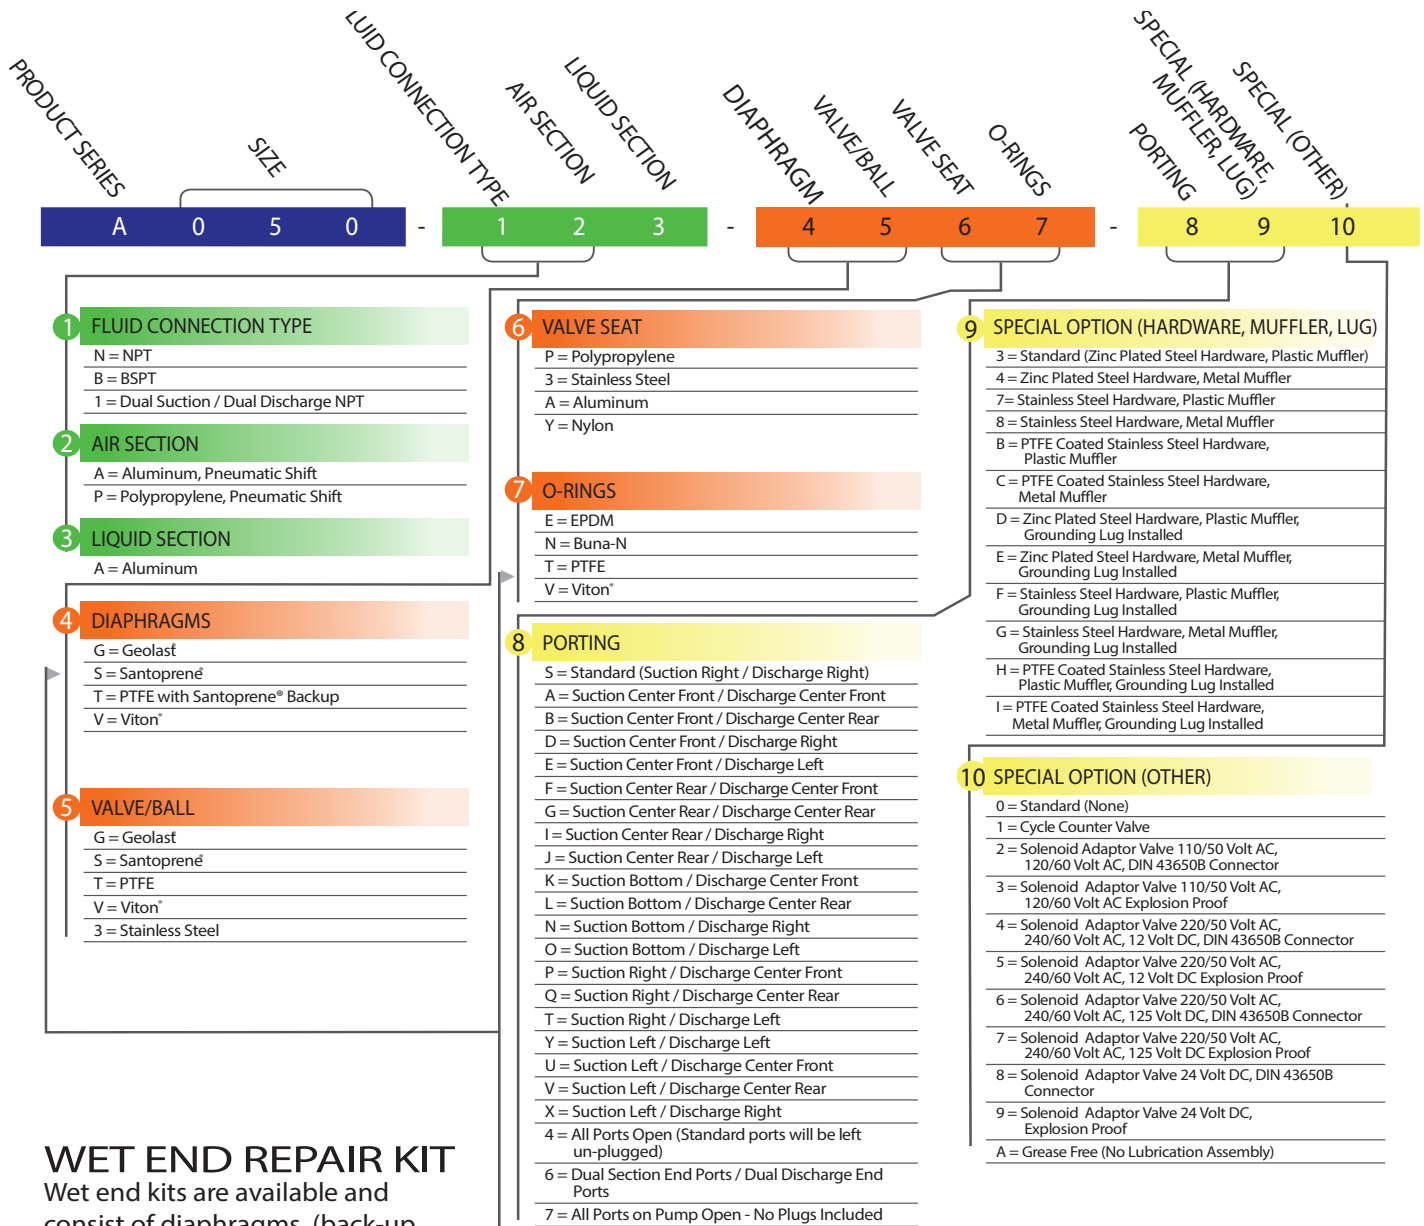 PRODUCT SERIES
SIZE
LUID CONNECTION TYPE
AIR SECTION
LIQUID SECTION
DIAPHRAGM
VALVE/BALL
VALVE SEAT
O-RINGS
PORTING
SPECIAL (HARDWARE,
MUFFLER, LUG)
SPECIAL (OTHER)
A 0 5 0 - 1 2 3 - 4 5 6 7 - 8 9 10
1 FLUID CONNECTION TYPE
N = NPT
B = BSPT
1 = Dual Suction / Dual Discharge NPT
2 AIR SECTION
A = Aluminum, Pneumatic Shift
P = Polypropylene, Pneumatic Shift
3 LIQUID SECTION
A = Aluminum
4 DIAPHRAGMS
G = Geolast®
S = Santoprene®
T = PTFE with Santoprene® Backup
V = Viton®
5 VALVE/BALL
G = Geolast®
S = Santoprene®
T = PTFE
V = Viton®
3 = Stainless Steel
WET END REPAIR KIT
Wet end kits are available and
consist of diaphragms, (back-up
6 VALVE SEAT
P = Polypropylene
3 = Stainless Steel
A = Aluminum
Y = Nylon
7 O-RINGS
E = EPDM
N = Buna-N
T = PTFE
V = Viton®
8 PORTING
S = Standard (Suction Right / Discharge Right)
A = Suction Center Front / Discharge Center Front
B = Suction Center Front / Discharge Center Rear
D = Suction Center Front / Discharge Right
E = Suction Center Front / Discharge Left
F = Suction Center Rear / Discharge Center Front
G = Suction Center Rear / Discharge Center Rear
I = Suction Center Rear / Discharge Right
J = Suction Center Rear / Discharge Left
K = Suction Bottom / Discharge Center Front
L = Suction Bottom / Discharge Center Rear
N = Suction Bottom / Discharge Right
O = Suction Bottom / Discharge Left
P = Suction Right / Discharge Center Front
Q = Suction Right / Discharge Center Rear
T = Suction Right / Discharge Left
Y = Suction Left / Discharge Left
U = Suction Left / Discharge Center Front
V = Suction Left / Discharge Center Rear
X = Suction Left / Discharge Right
4 = All Ports Open (Standard ports will be left
un-plugged)
6 = Dual Section End Ports / Dual Discharge End
Ports
7 = All Ports on Pump Open - No Plugs Included
9 SPECIAL OPTION (HARDWARE, MUFFLER, LUG)
3 = Standard (Zinc Plated Steel Hardware, Plastic Muffler)
4 = Zinc Plated Steel Hardware, Metal Muffler
7= Stainless Steel Hardware, Plastic Muffler
8 = Stainless Steel Hardware, Metal Muffler
B = PTFE Coated Stainless Steel Hardware,
Plastic Muffler
C = PTFE Coated Stainless Steel Hardware,
Metal Muffler
D = Zinc Plated Steel Hardware, Plastic Muffler,
Grounding Lug Installed
E = Zinc Plated Steel Hardware, Metal Muffler,
Grounding Lug Installed
F = Stainless Steel Hardware, Plastic Muffler,
Grounding Lug Installed
G = Stainless Steel Hardware, Metal Muffler,
Grounding Lug Installed
H = PTFE Coated Stainless Steel Hardware,
Plastic Muffler, Grounding Lug Installed
I = PTFE Coated Stainless Steel Hardware,
Metal Muffler, Grounding Lug Installed
10 SPECIAL OPTION (OTHER)
0 = Standard (None)
1 = Cycle Counter Valve
2 = Solenoid Adaptor Valve 110/50 Volt AC,
120/60 Volt AC, DIN 43650B Connector
3 = Solenoid Adaptor Valve 110/50 Volt AC,
120/60 Volt AC Explosion Proof
4 = Solenoid Adaptor Valve 220/50 Volt AC,
240/60 Volt AC, 12 Volt DC, DIN 43650B Connector
5 = Solenoid Adaptor Valve 220/50 Volt AC,
240/60 Volt AC, 12 Volt DC Explosion Proof
6 = Solenoid Adaptor Valve 220/50 Volt AC,
240/60 Volt AC, 125 Volt DC, DIN 43650B Connector
7 = Solenoid Adaptor Valve 220/50 Volt AC,
240/60 Volt AC, 125 Volt DC Explosion Proof
8 = Solenoid Adaptor Valve 24 Volt DC, DIN 43650B
Connector
9 = Solenoid Adaptor Valve 24 Volt DC,
Explosion Proof
A = Grease Free (No Lubrication Assembly)